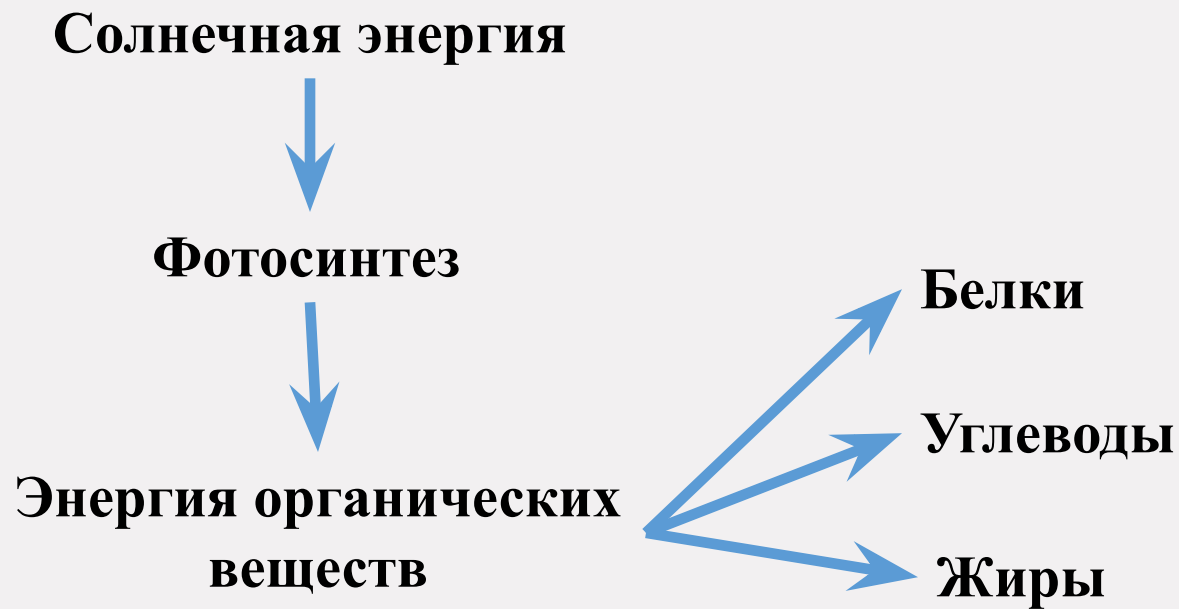 Солнечная энергия
Фотосинтез
Энергия органических
веществ
Белки
Углеводы
Жиры